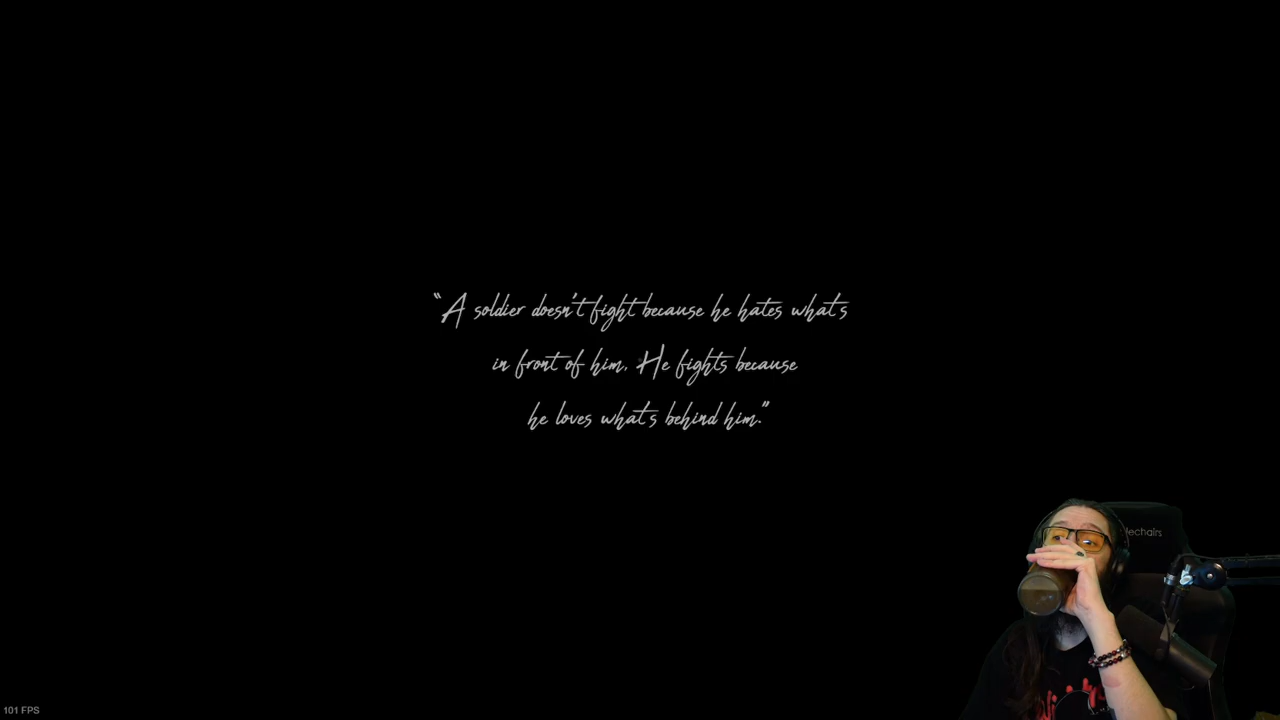 “A soldier doesn't fight because he hates what's
in front of him. He fights because
he loves what's behind him.”
echairs
101 FPS